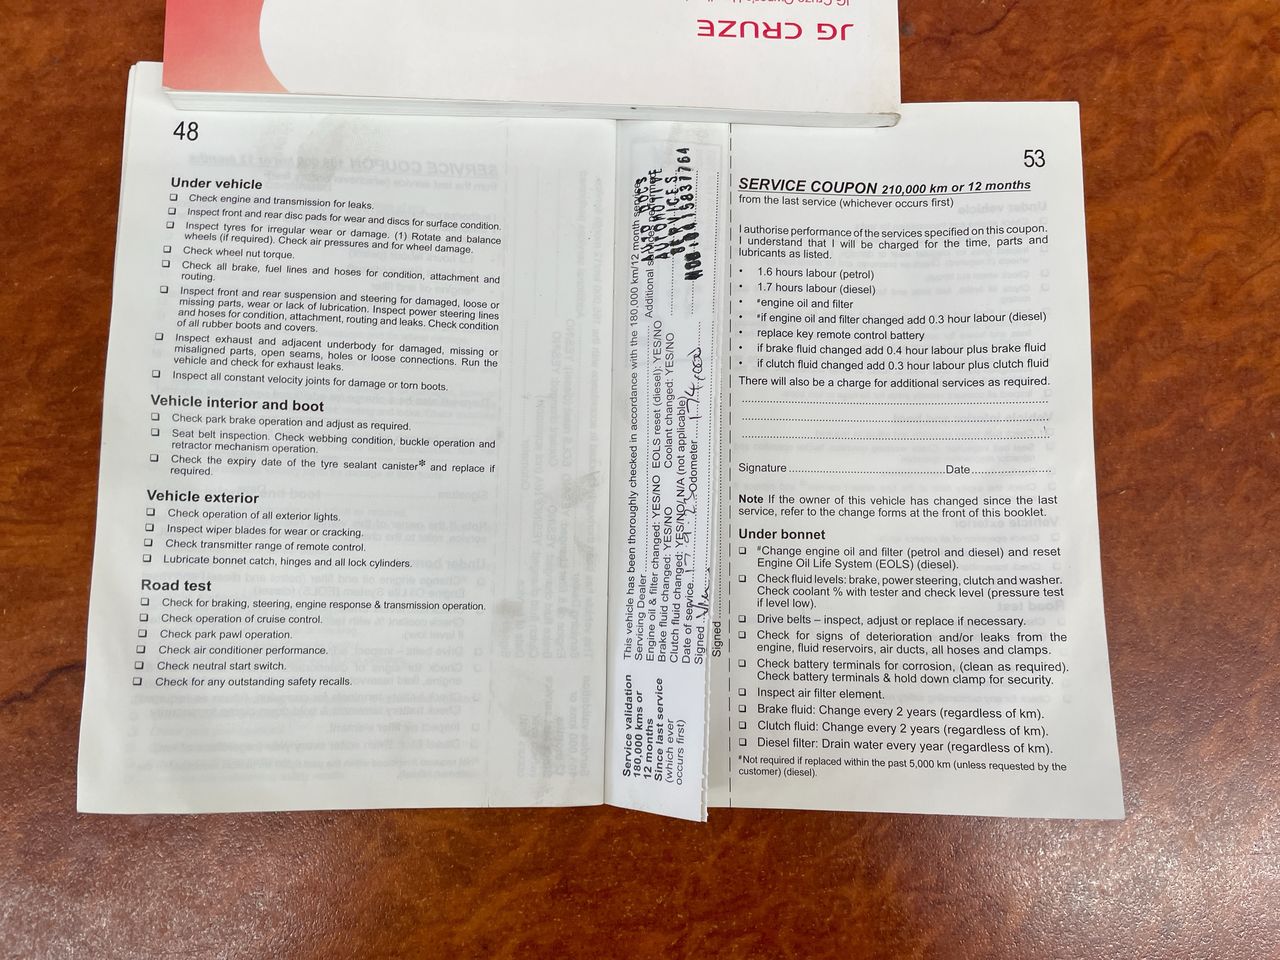 JG CRUZE
48
Under vehicle
❑ Check engine and transmission for leaks.
❑ Inspect front and rear disc pads for wear and discs for surface condition.
❑ Inspect tyres for irregular wear or damage. (1) Rotate and balance
wheels (if required). Check air pressures and for wheel damage.
❑ Check wheel nut torque.
❑ Check all brake, fuel lines and hoses for condition, attachment and
routing.
❑ Inspect front and rear suspension and steering for damaged, loose or
missing parts, wear or lack of lubrication. Inspect power steering lines
and hoses for condition, attachment, routing and leaks. Check condition
of all rubber boots and covers.
❑ Inspect exhaust and adjacent underbody for damaged, missing or
misaligned parts, open seams, holes or loose connections. Run the
vehicle and check for exhaust leaks.
❑ Inspect all constant velocity joints for damage or torn boots.
Vehicle interior and boot
❑ Check park brake operation and adjust as required.
❑ Seat belt inspection. Check webbing condition, buckle operation and
retractor mechanism operation.
❑ Check the expiry date of the tyre sealant canister* and replace if
required.
Vehicle exterior
❑ Check operation of all exterior lights.
❑ Inspect wiper blades for wear or cracking.
❑ Check transmitter range of remote control.
❑ Lubricate bonnet catch, hinges and all lock cylinders.
Road test
❑ Check for braking, steering, engine response & transmission operation.
❑ Check operation of cruise control.
❑ Check park pawl operation.
❑ Check air conditioner performance.
❑ Check neutral start switch.
❑ Check for any outstanding safety recalls.
Service validation
180,000 kms or
12 months
Since last service
(which ever
occurs first)
This vehicle has been thoroughly checked in accordance with the 180,000 km/12 month service
Servicing Dealer
Additional
Engine oil & filter changed: YES/NO EOLS reset (diesel): YES/NO
Brake fluid changed: YES/NO Coolant changed: YES/NO
Clutch fluid changed: YES/NO/ N/A (not applicable)
Date of service Odometer 174,000
Signed
Signed
AUTO DOCS
AUTOMOTIVE
SERVICES
53
SERVICE COUPON 210,000 km or 12 months
from the last service (whichever occurs first)
I authorise performance of the services specified on this coupon.
I understand that I will be charged for the time, parts and
lubricants as listed.
• 1.6 hours labour (petrol)
• 1.7 hours labour (diesel)
• #engine oil and filter
• #if engine oil and filter changed add 0.3 hour labour (diesel)
• replace key remote control battery
• if brake fluid changed add 0.4 hour labour plus brake fluid
• if clutch fluid changed add 0.3 hour labour plus clutch fluid
There will also be a charge for additional services as required.
Signature Date
Note If the owner of this vehicle has changed since the last
service, refer to the change forms at the front of this booklet.
Under bonnet
❑ #Change engine oil and filter (petrol and diesel) and reset
Engine Oil Life System (EOLS) (diesel).
❑ Check fluid levels: brake, power steering, clutch and washer.
Check coolant % with tester and check level (pressure test
if level low).
❑ Drive belts – inspect, adjust or replace if necessary.
❑ Check for signs of deterioration and/or leaks from the
engine, fluid reservoirs, air ducts, all hoses and clamps.
❑ Check battery terminals for corrosion, (clean as required).
Check battery terminals & hold down clamp for security.
❑ Inspect air filter element.
❑ Brake fluid: Change every 2 years (regardless of km).
❑ Clutch fluid: Change every 2 years (regardless of km).
❑ Diesel filter: Drain water every year (regardless of km).
#Not required if replaced within the past 5,000 km (unless requested by the
customer) (diesel).